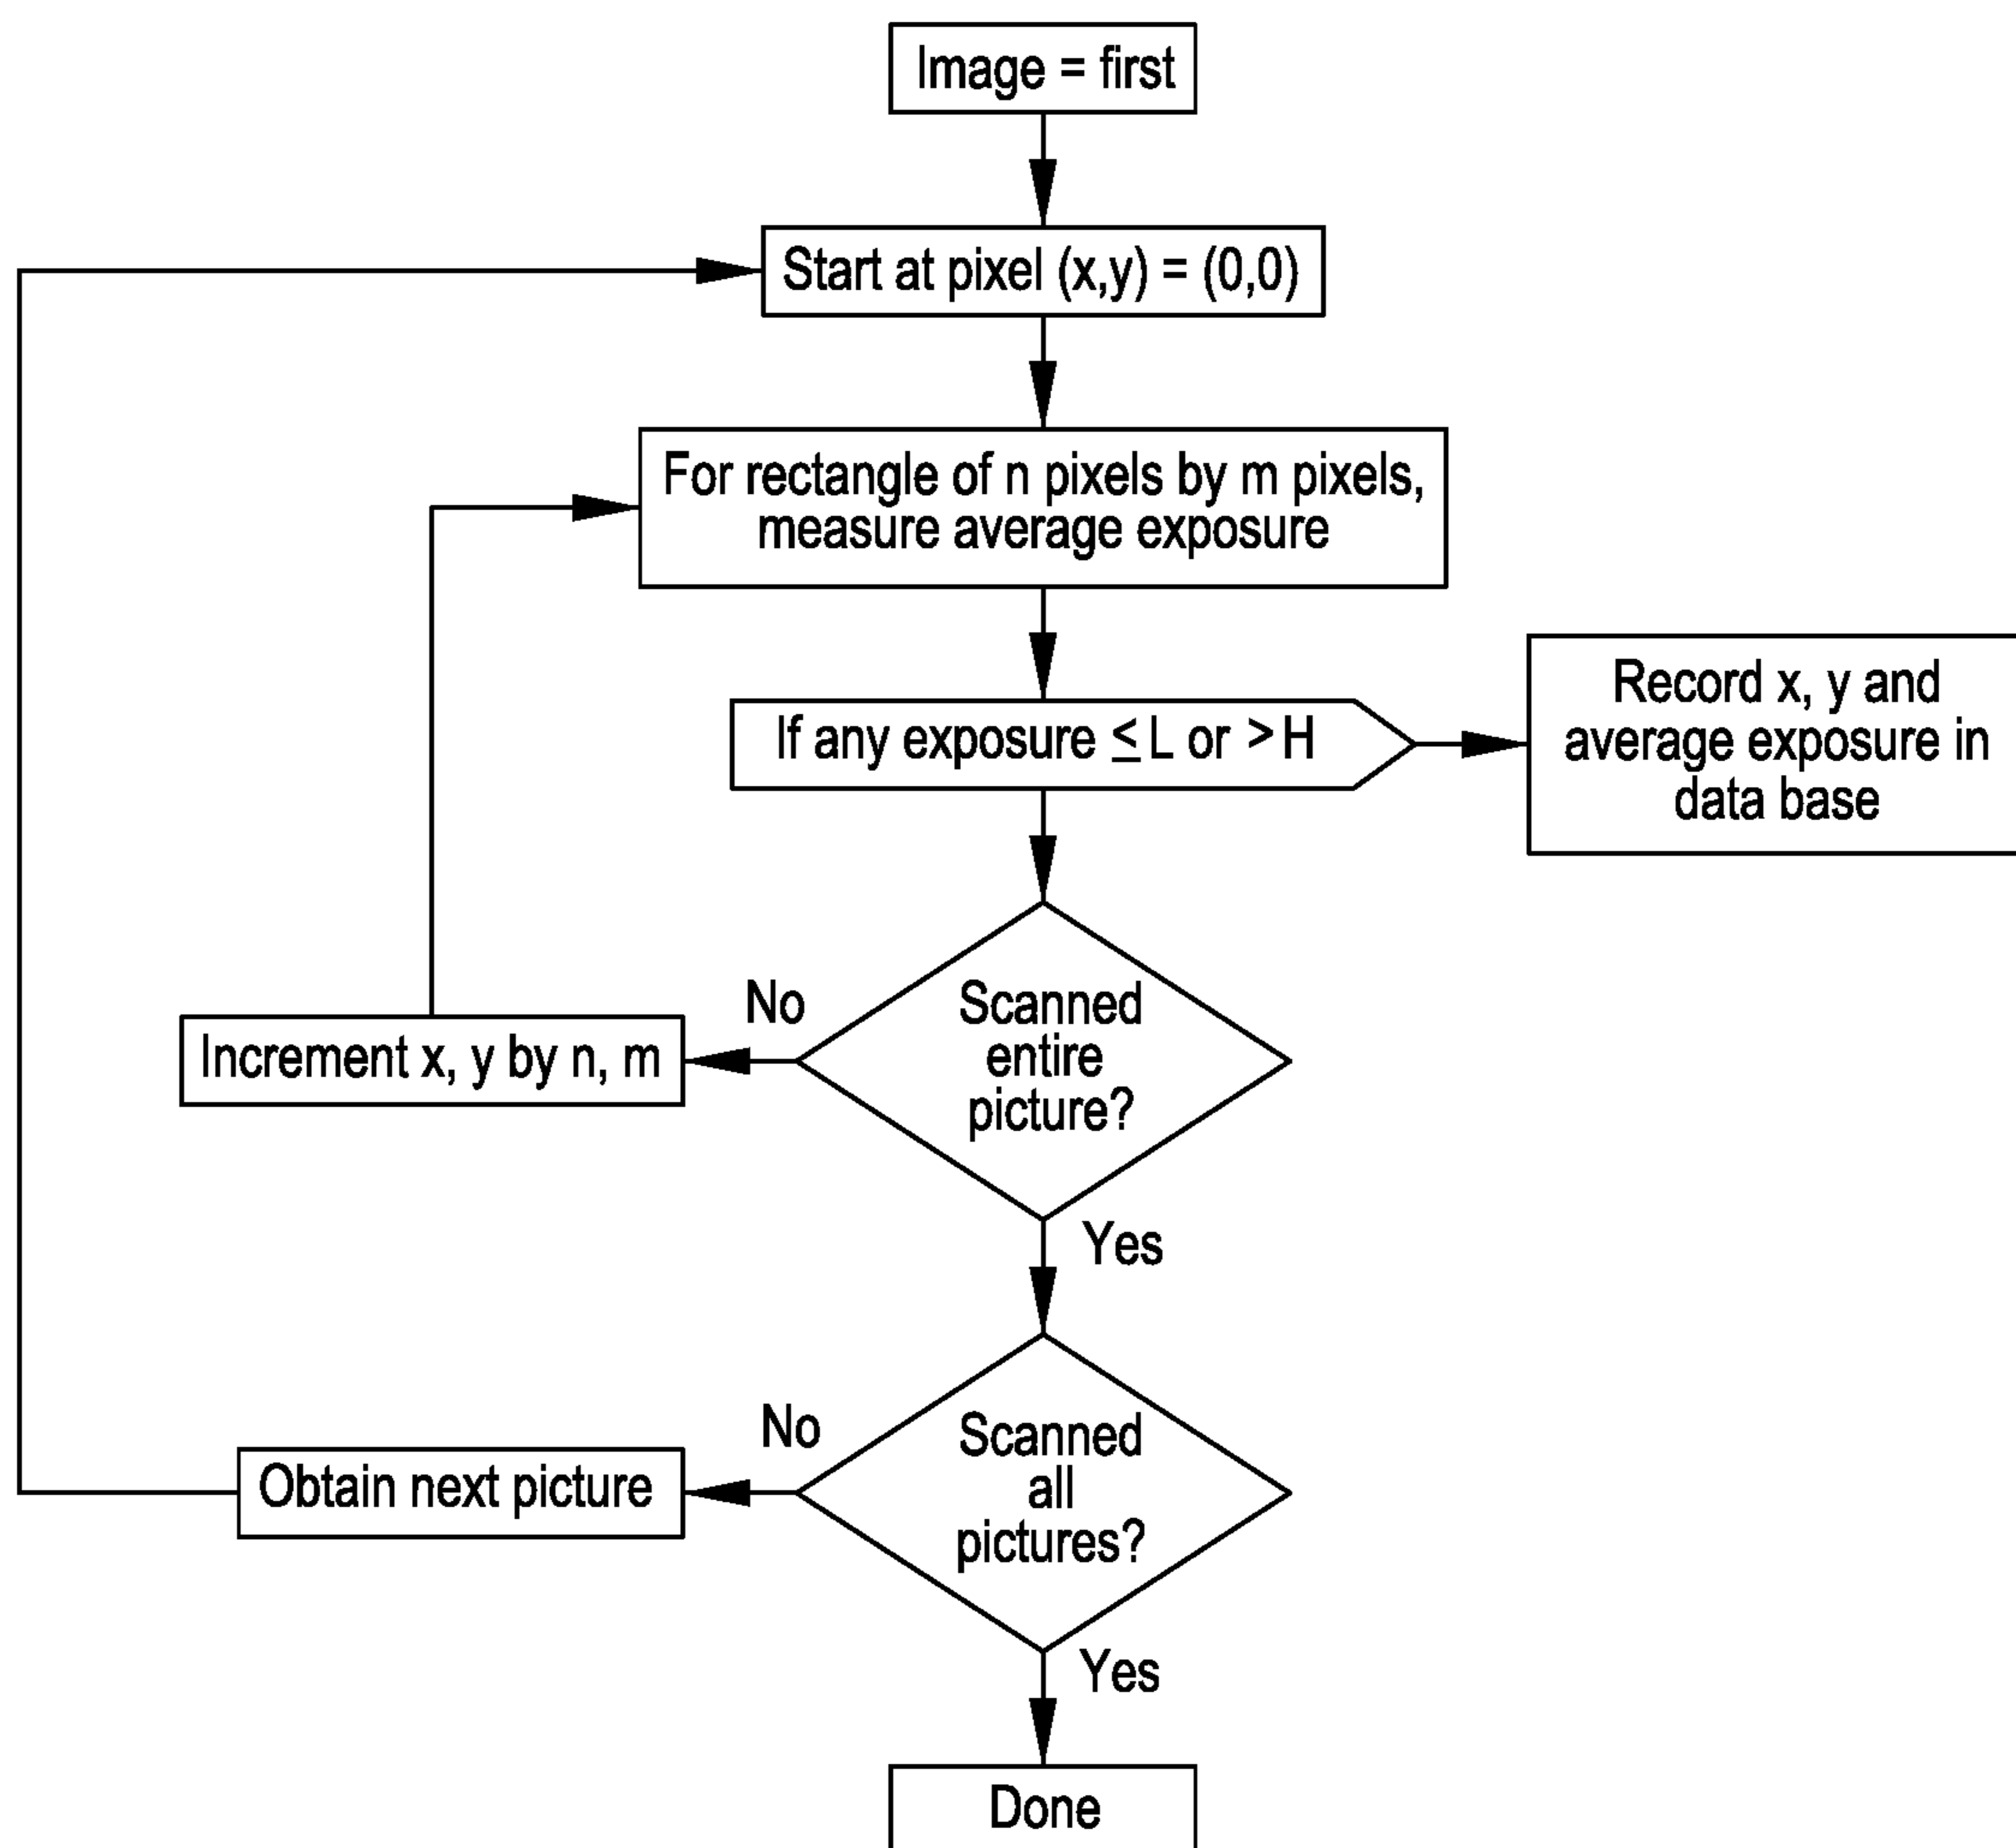 Image = first
Start at pixel (x,y) = (0,0)
For rectangle of n pixels by m pixels,
measure average exposure
If any exposure ≤ L or > H
Record x, y and
average exposure in
data base
No
Scanned
entire
picture?
Increment x, y by n, m
Yes
No
Scanned
all
pictures?
Obtain next picture
Yes
Done